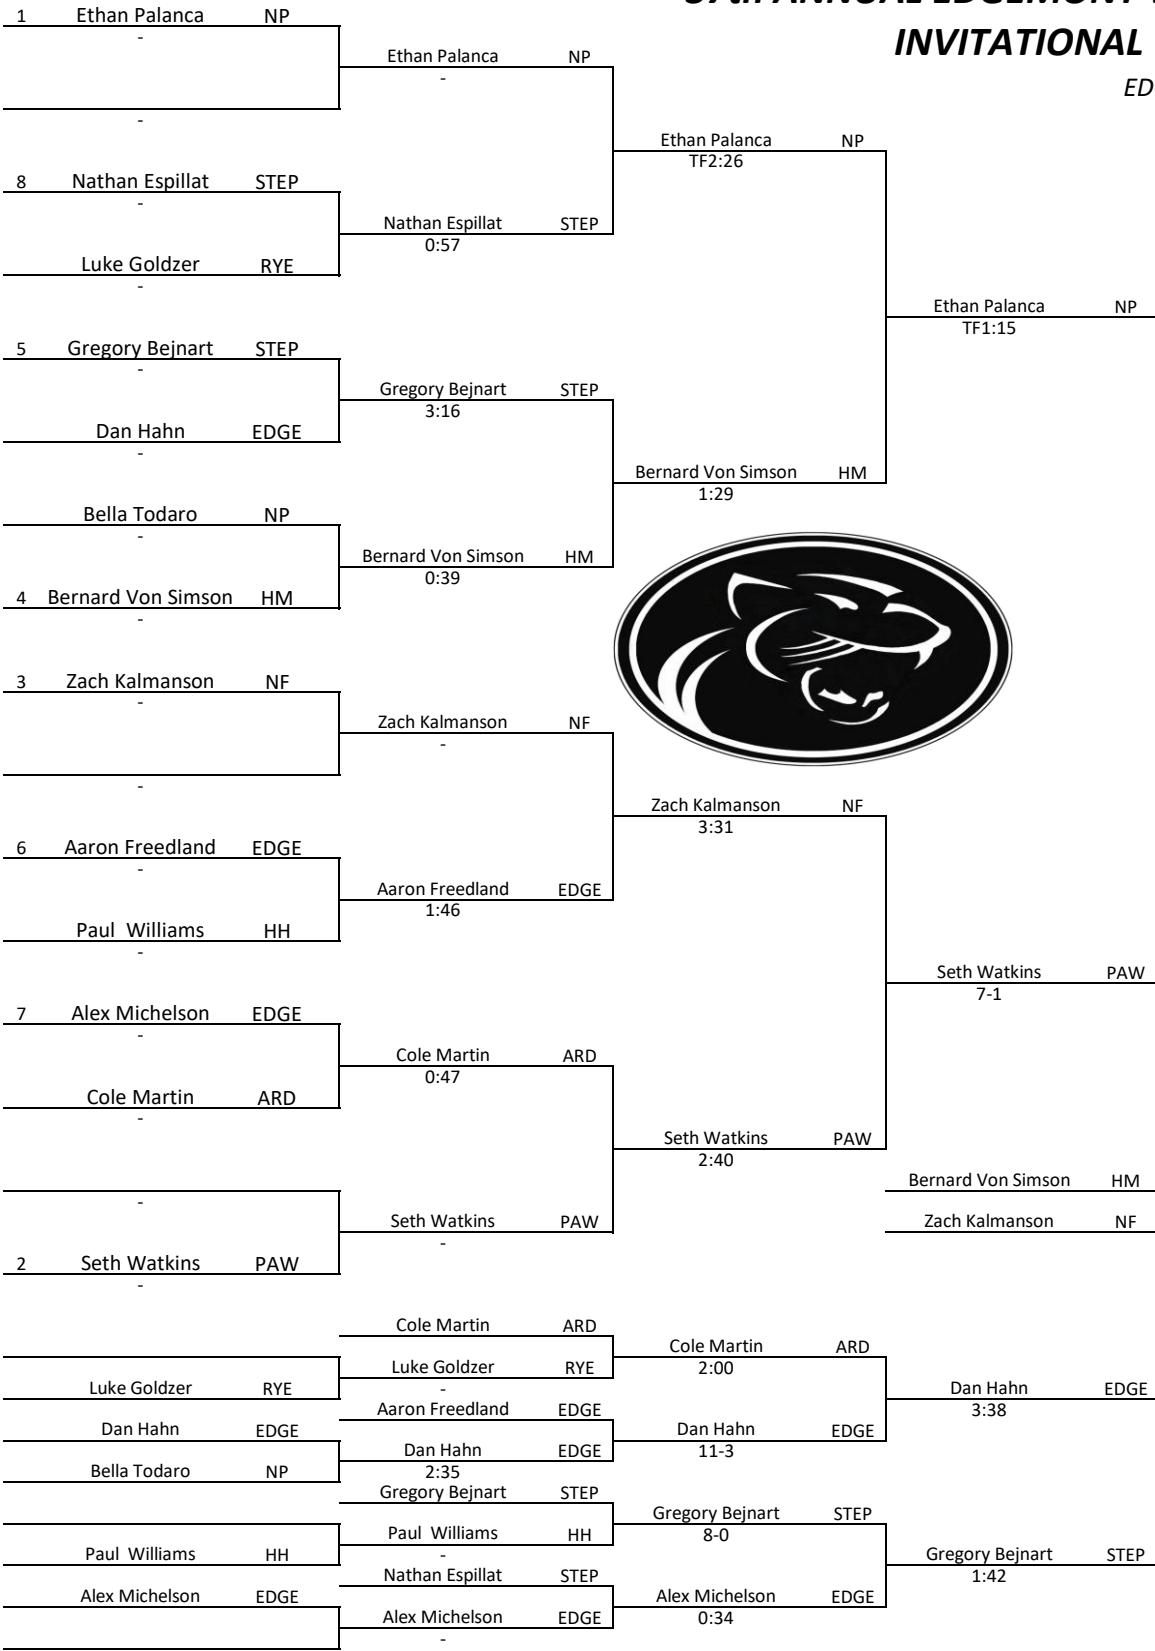 1 Ethan Palanca NP
-
INVITATIONAL
Ethan Palanca NP
-
ED
-
Ethan Palanca NP
TF2:26
8 Nathan Espillat STEP
-
Nathan Espillat STEP
0:57
Luke Goldzer RYE
-
Ethan Palanca NP
TF1:15
5 Gregory Bejnart STEP
-
Gregory Bejnart STEP
3:16
Dan Hahn EDGE
-
Bernard Von Simson HM
1:29
Bella Todaro NP
-
Bernard Von Simson HM
0:39
4 Bernard Von Simson HM
-
3 Zach Kalmanson NF
-
Zach Kalmanson NF
-
-
Zach Kalmanson NF
3:31
6 Aaron Freedland EDGE
-
Aaron Freedland EDGE
1:46
Paul Williams HH
-
Seth Watkins PAW
7-1
7 Alex Michelson EDGE
-
Cole Martin ARD
0:47
Cole Martin ARD
-
Seth Watkins PAW
2:40
Bernard Von Simson HM
-
Seth Watkins PAW
-
Zach Kalmanson NF
2 Seth Watkins PAW
-
Cole Martin ARD
Cole Martin ARD
2:00
Luke Goldzer RYE
-
Luke Goldzer RYE
Dan Hahn EDGE
3:38
Aaron Freedland EDGE
Dan Hahn EDGE
Dan Hahn EDGE
11-3
Dan Hahn EDGE
2:35
Bella Todaro NP
Gregory Bejnart STEP
Gregory Bejnart STEP
8-0
Paul Williams HH
-
Paul Williams HH
Gregory Bejnart STEP
1:42
Nathan Espillat STEP
Alex Michelson EDGE
Alex Michelson EDGE
0:34
Alex Michelson EDGE
-